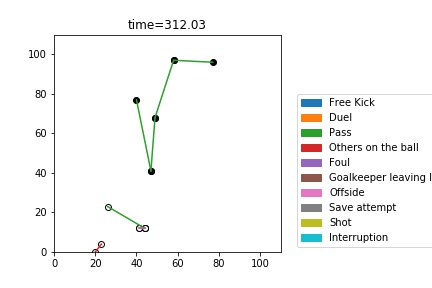 time=312.03
100
80
60
40
20
0
0 20 40 60 80 100
Free Kick
Duel
Pass
Others on the ball
Foul
Goalkeeper leaving l
Offside
Save attempt
Shot
Interruption